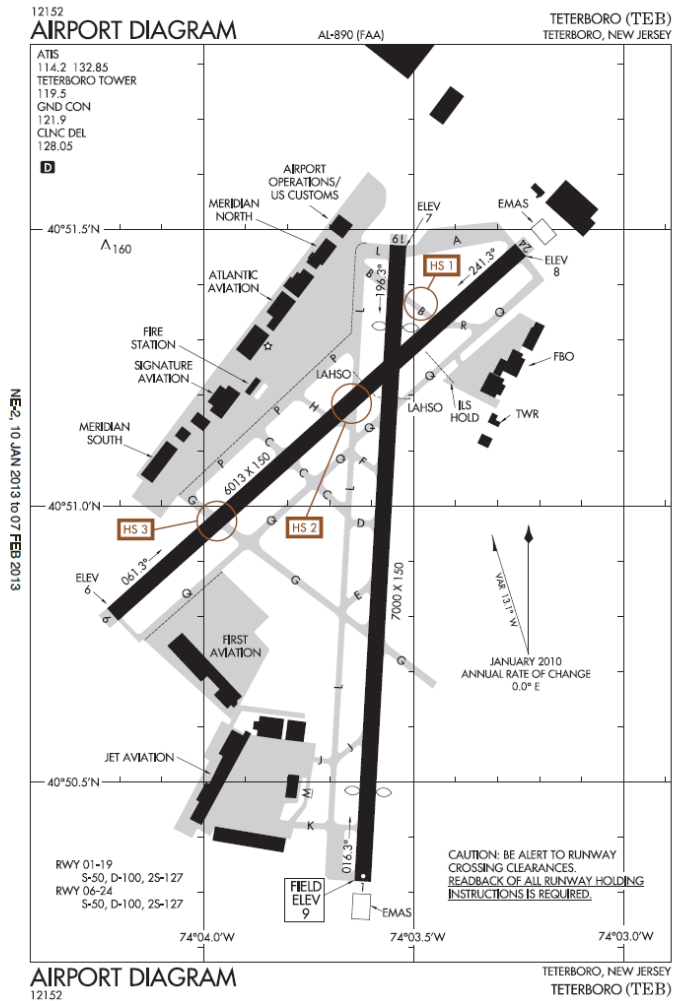 12152
AIRPORT DIAGRAM
AL-890 (FAA)
TETERBORO (TEB)
TETERBORO, NEW JERSEY
ATIS
114.2 132.85
TETERBORO TOWER
119.5
GND CON
121.9
CLNC DEL
128.05
D
AIRPORT
OPERATIONS/
US CUSTOMS
MERIDIAN
NORTH
ELEV
7
EMAS
40°51.5'N
160
19
A
24
L
B
HS 1
241.3°
ELEV
8
196.3°
ATLANTIC
AVIATION
L
B
R
Q
FIRE
STATION
P
FBO
SIGNATURE
AVIATION
LAHSO
Q
LAHSO
ILS
HOLD
TWR
P
H
Q
MERIDIAN
SOUTH
C
P
6013 X 150
Q
F
C
L
G
C
40°51.0'N
HS 3
Q
HS 2
D
061.3°
ELEV
6
Q
G
E
7000 X 150
VAR 13.1° W
6
FIRST
AVIATION
G
JANUARY 2010
ANNUAL RATE OF CHANGE
0.0° E
L
JET AVIATION
J
J
40°50.5'N
M
K
016.3°
RWY 01-19
S-50, D-100, 2S-127
RWY 06-24
S-50, D-100, 2S-127
CAUTION: BE ALERT TO RUNWAY
CROSSING CLEARANCES.
READBACK OF ALL RUNWAY HOLDING
INSTRUCTIONS IS REQUIRED.
FIELD
ELEV
9
1
EMAS
74°04.0'W
74°03.5'W
74°03.0'W
NE-2, 10 JAN 2013 to 07 FEB 2013
AIRPORT DIAGRAM
12152
TETERBORO, NEW JERSEY
TETERBORO (TEB)